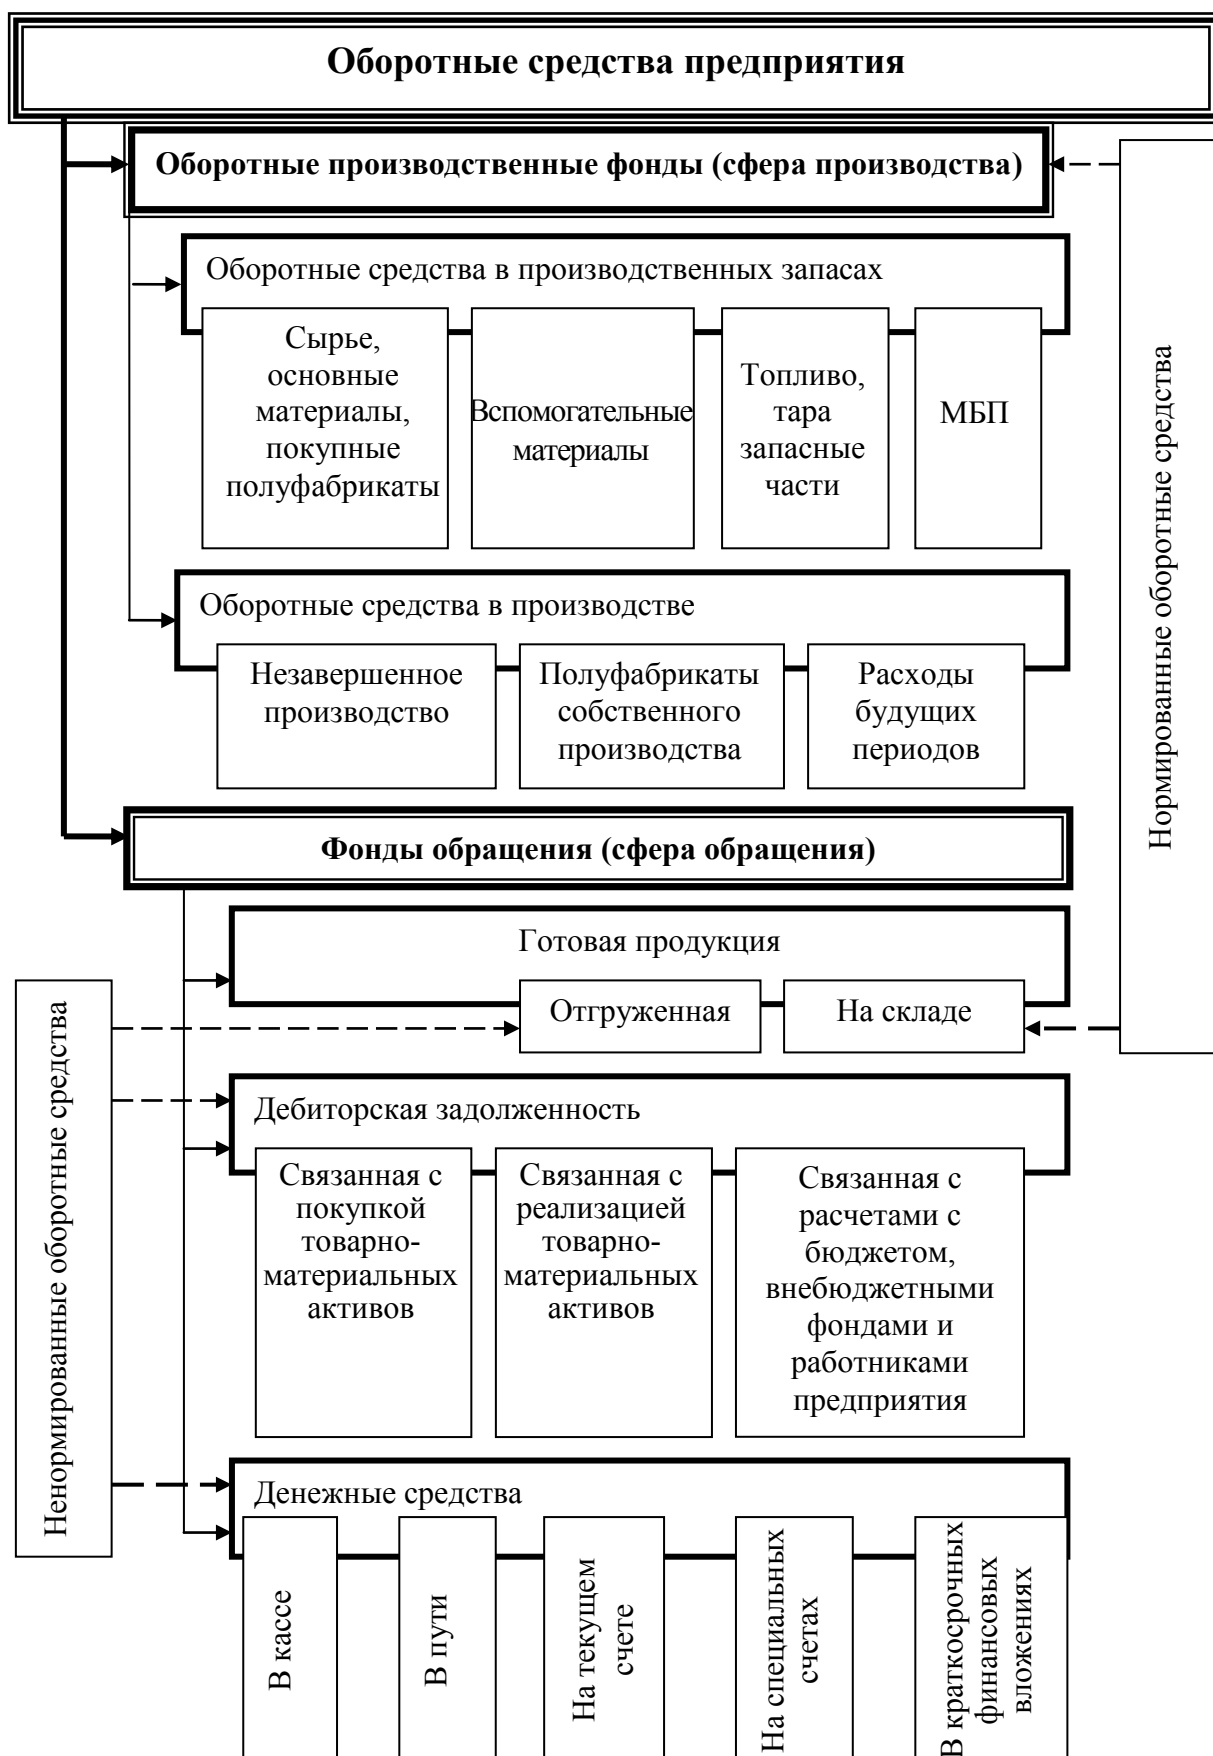 Оборотные средства предприятия
Оборотные производственные фонды (сфера производства)
Оборотные средства в производственных запасах
Сырье,
основные
материалы,
покупные
полуфабрикаты
Вспомогательные
материалы
Топливо,
тара
запасные
части
МБП
Нормированные оборотные средства
Оборотные средства в производстве
Незавершенное
производство
Полуфабрикаты
собственного
производства
Расходы
будущих
периодов
Фонды обращения (сфера обращения)
Готовая продукция
Отгруженная
На складе
Ненормированные оборотные средства
Дебиторская задолженность
Связанная с
покупкой
товарно-
материальных
активов
Связанная с
реализацией
товарно-
материальных
активов
Связанная с
расчетами с
бюджетом,
внебюджетными
фондами и
работниками
предприятия
Денежные средства
В кассе
В пути
На текущем
счете
На специальных
счетах
В краткосрочных
финансовых
вложениях